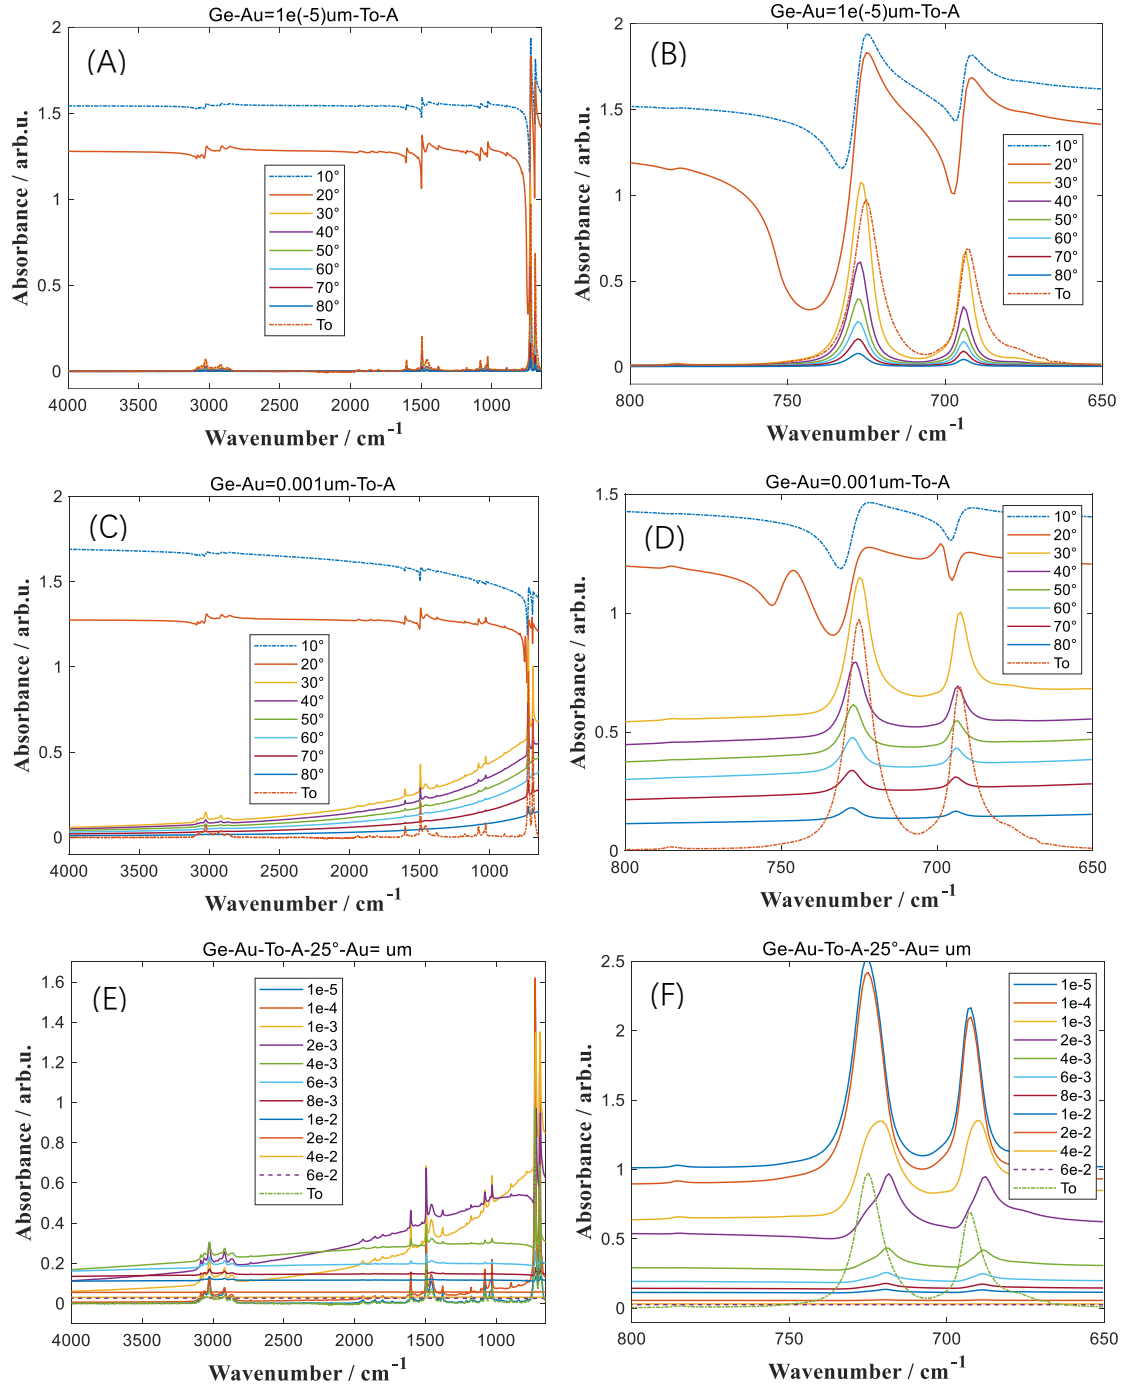 Ge-Au=1e(-5)um-To-A
(A)
Absorbance / arb.u.
2
1.5
1
0.5
0
10°
20°
30°
40°
50°
60°
70°
80°
To
4000 3500 3000 2500 2000 1500 1000
Wavenumber / cm-1
Ge-Au=1e(-5)um-To-A
(B)
Absorbance / arb.u.
2
1.5
1
0.5
0
10°
20°
30°
40°
50°
60°
70°
80°
To
800 750 700 650
Wavenumber / cm-1
Ge-Au=0.001um-To-A
(C)
Absorbance / arb.u.
2
1.5
1
0.5
0
10°
20°
30°
40°
50°
60°
70°
80°
To
4000 3500 3000 2500 2000 1500 1000
Wavenumber / cm-1
Ge-Au=0.001um-To-A
(D)
Absorbance / arb.u.
1.5
1
0.5
0
10°
20°
30°
40°
50°
60°
70°
80°
To
800 750 700 650
Wavenumber / cm-1
Ge-Au-To-A-25°-Au= um
(E)
Absorbance / arb.u.
1.6
1.4
1.2
1
0.8
0.6
0.4
0.2
0
1e-5
1e-4
1e-3
2e-3
4e-3
6e-3
8e-3
1e-2
2e-2
4e-2
6e-2
To
4000 3500 3000 2500 2000 1500 1000
Wavenumber / cm-1
Ge-Au-To-A-25°-Au= um
(F)
Absorbance / arb.u.
2.5
2
1.5
1
0.5
0
1e-5
1e-4
1e-3
2e-3
4e-3
6e-3
8e-3
1e-2
2e-2
4e-2
6e-2
To
800 750 700 650
Wavenumber / cm-1